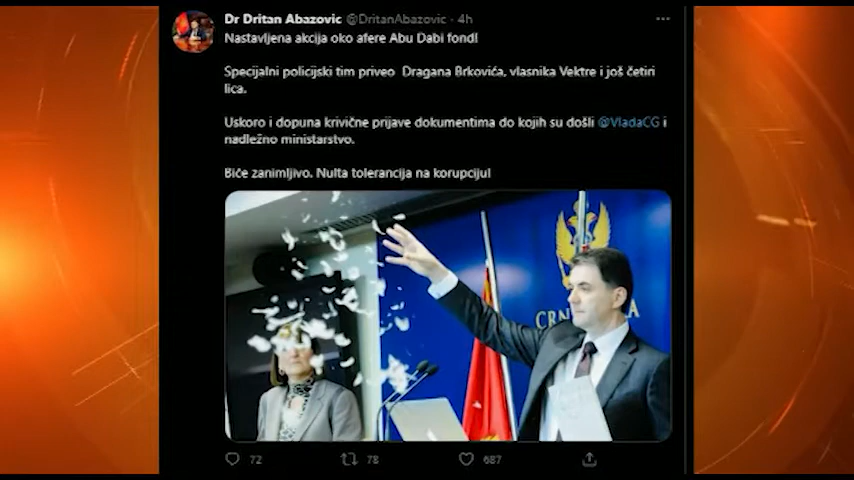 Dr Dritan Abazovic @DritanAbazovic · 4h
Nastavljena akcija oko afere Abu Dabi fond!
Specijalni policijski tim priveo Dragana Brkovića, vlasnika Vektre i još četiri
lica.
Uskoro i dopuna krivične prijave dokumentima do kojih su došli @VladaCG i
nadležno ministarstvo.
Biče zanimljivo. Nulta tolerancija na korupciju!
CRN
A
72
78
687